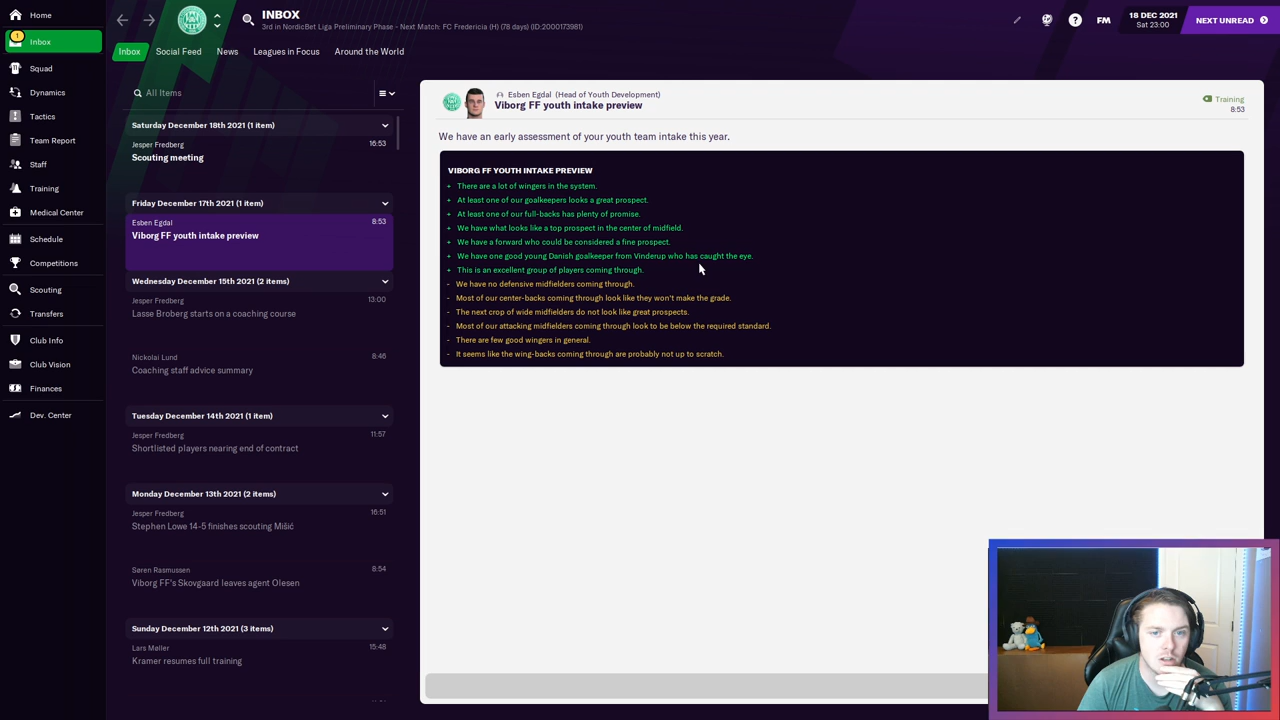 Home
INBOX
3rd in NordicBet Liga Preliminary Phase - Next Match: FC Fredericia (H) (78 days) (ID:2000173981)
FM
18 DEC 2021
Sat 23:00
NEXT UNREAD
1
Inbox
Inbox
Social Feed
News
Leagues in Focus
Around the World
Squad
Dynamics
Tactics
Team Report
Staff
Training
Medical Center
Schedule
Competitions
Scouting
Transfers
Club Info
Club Vision
Finances
Dev. Center
All Items
Saturday December 18th 2021 (1 item)
Jesper Fredberg 16:53
Scouting meeting
Friday December 17th 2021 (1 item)
Esben Egdal 8:53
Viborg FF youth intake preview
Wednesday December 15th 2021 (2 items)
Jesper Fredberg 13:00
Lasse Broberg starts on a coaching course
Nickolai Lund 8:46
Coaching staff advice summary
Tuesday December 14th 2021 (1 item)
Jesper Fredberg 11:57
Shortlisted players nearing end of contract
Monday December 13th 2021 (2 items)
Jesper Fredberg 16:51
Stephen Lowe 14-5 finishes scouting Mišić
Søren Rasmussen 8:54
Viborg FF's Skovgaard leaves agent Olesen
Sunday December 12th 2021 (3 items)
Lars Møller 15:48
Kramer resumes full training
Esben Egdal (Head of Youth Development)
Viborg FF youth intake preview
Training
8:53
We have an early assessment of your youth team intake this year.
VIBORG FF YOUTH INTAKE PREVIEW
+ There are a lot of wingers in the system.
+ At least one of our goalkeepers looks a great prospect.
+ At least one of our full-backs has plenty of promise.
+ We have what looks like a top prospect in the center of midfield.
+ We have a forward who could be considered a fine prospect.
+ We have one good young Danish goalkeeper from Vinderup who has caught the eye.
+ This is an excellent group of players coming through.
- We have no defensive midfielders coming through.
- Most of our center-backs coming through look like they won't make the grade.
- The next crop of wide midfielders do not look like great prospects.
- Most of our attacking midfielders coming through look to be below the required standard.
- There are few good wingers in general.
- It seems like the wing-backs coming through are probably not up to scratch.